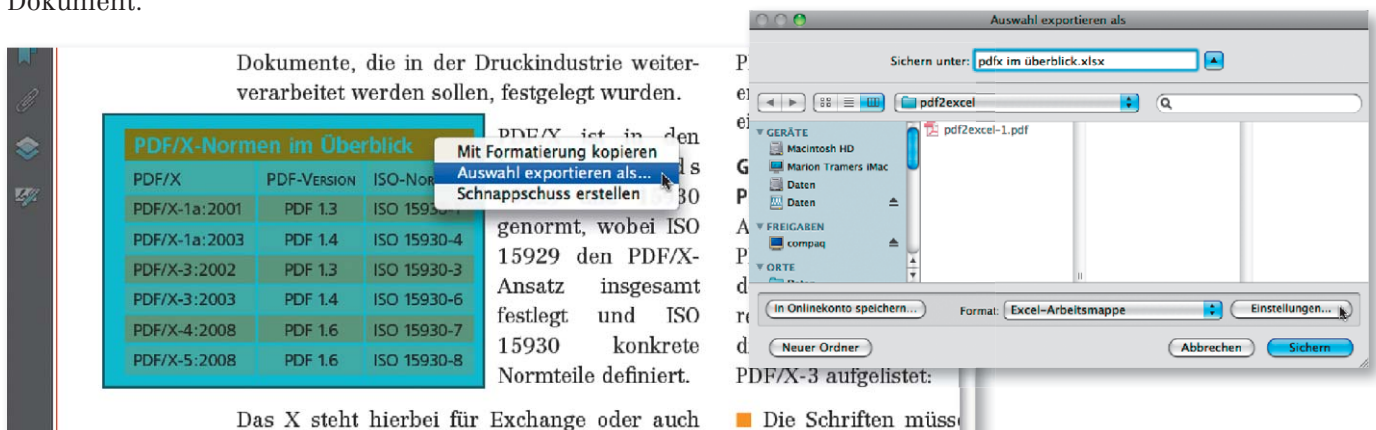 Dokument.
Dokumente, die in der Druckindustrie weiter-
verarbeitet werden sollen, festgelegt wurden.
PDF/X-Normen im Überblick
PDF/X PDF-VERSION ISO-NOR
PDF/X-1a:2001 PDF 1.3 ISO 15930-1
PDF/X-1a:2003 PDF 1.4 ISO 15930-4
PDF/X-3:2002 PDF 1.3 ISO 15930-3
PDF/X-3:2003 PDF 1.4 ISO 15930-6
PDF/X-4:2008 PDF 1.6 ISO 15930-7
PDF/X-5:2008 PDF 1.6 ISO 15930-8
Mit Formatierung kopieren
Auswahl exportieren als...
Schnappschuss erstellen
PDF/X ist in den
genormt, wobei ISO
15929 den PDF/X-
Ansatz insgesamt
festlegt und ISO
15930 konkrete
Normteile definiert.
Das X steht hierbei für Exchange oder auch
Auswahl exportieren als
Sichern unter: pdfx im überblick.xlsx
pdf2excel
GERÄTE
Macintosh HD
Marion Tramers iMac
Daten
Daten
FREIGABEN
compaq
ORTE
pdf2excel-1.pdf
In Onlinekonto speichern...
Format: Excel-Arbeitsmappe
Einstellungen...
Neuer Ordner
Abbrechen
Sichern
PDF/X-3 aufgelistet:
Die Schriften müsse